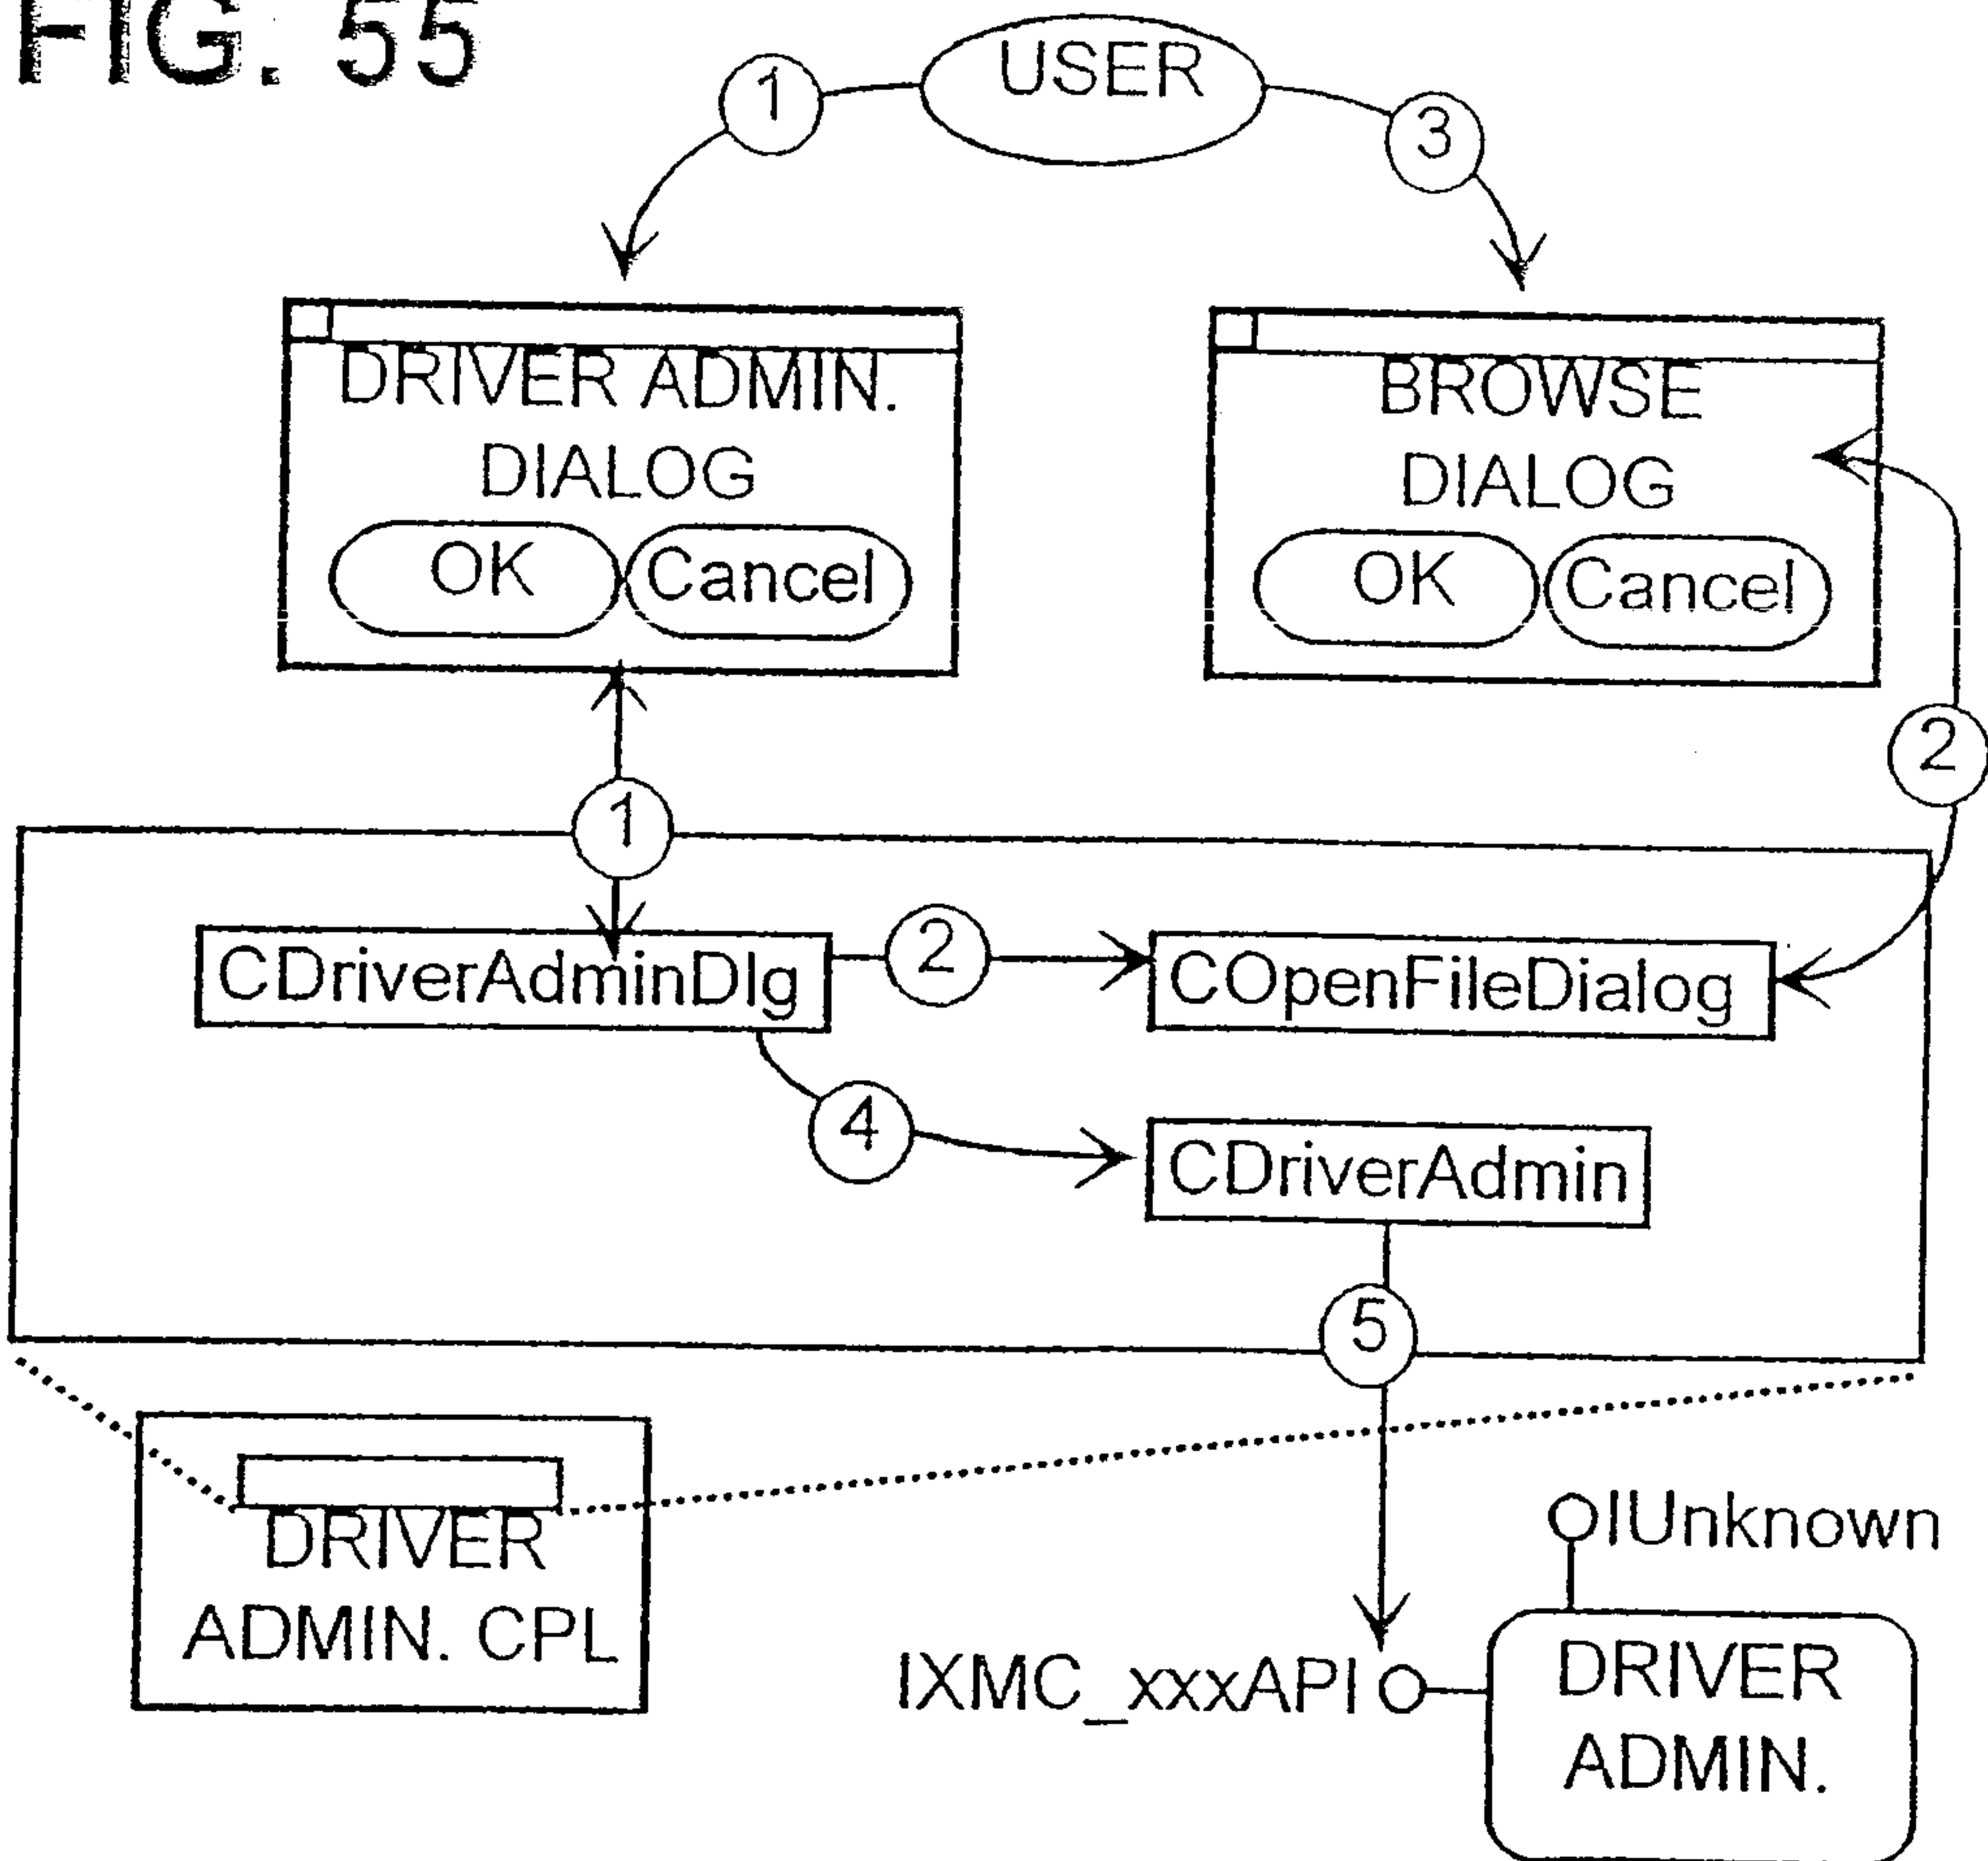 FIG. 55
USER
1
3
DRIVER ADMIN.
DIALOG
OK
Cancel
BROWSE
DIALOG
OK
Cancel
2
1
CDriverAdminDlg
2
COpenFileDialog
4
CDriverAdmin
5
DRIVER
ADMIN. CPL
IUnknown
IXMC_xxxAPI
DRIVER
ADMIN.